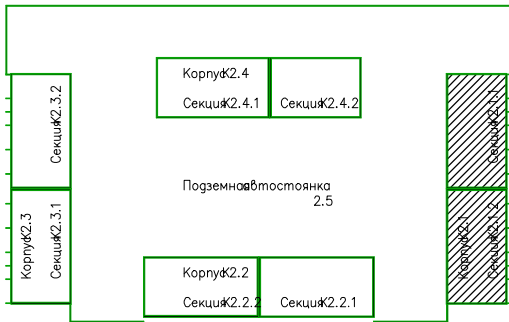 Корпус К2.4
Секция К2.4.1
Секция К2.4.2
Секция К2.3.2
Секция К2.1.1
Подземная автостоянка
2.5
Корпус К2.3
Секция К2.3.1
Корпус К2.1
Секция К2.1.2
Корпус К2.2
Секция К2.2.2
Секция К2.2.1